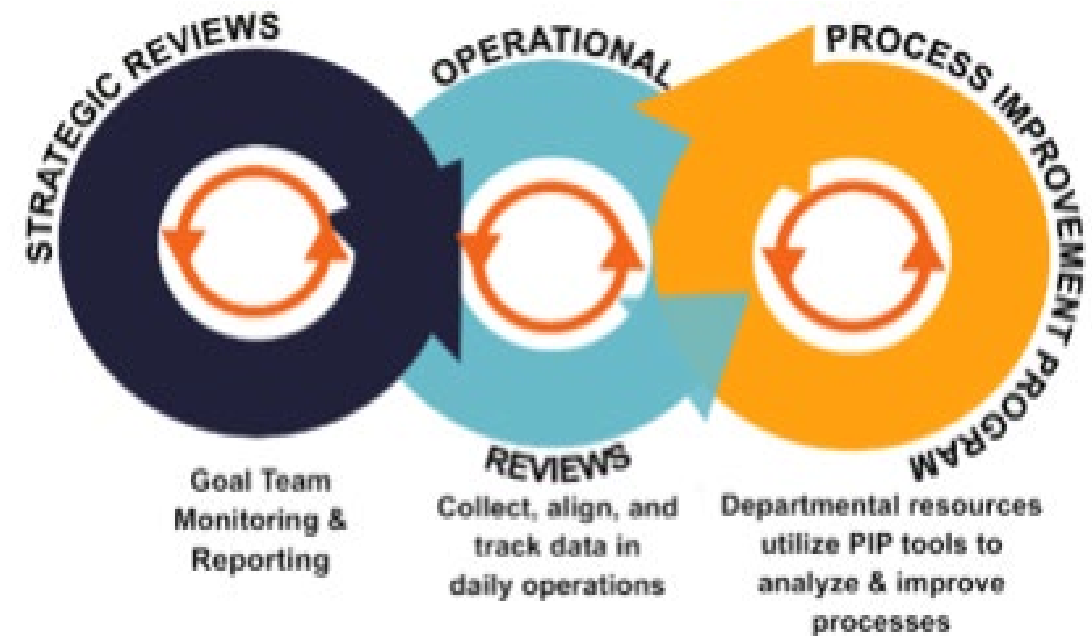 STRATEGIC REVIEWS
Goal Team
Monitoring &
Reporting
OPERATIONAL
REVIEWS
Collect, align, and
track data in
daily operations
PROCESS IMPROVEMENT PROGRAM
Departmental resources
utilize PIP tools to
analyze & improve
processes